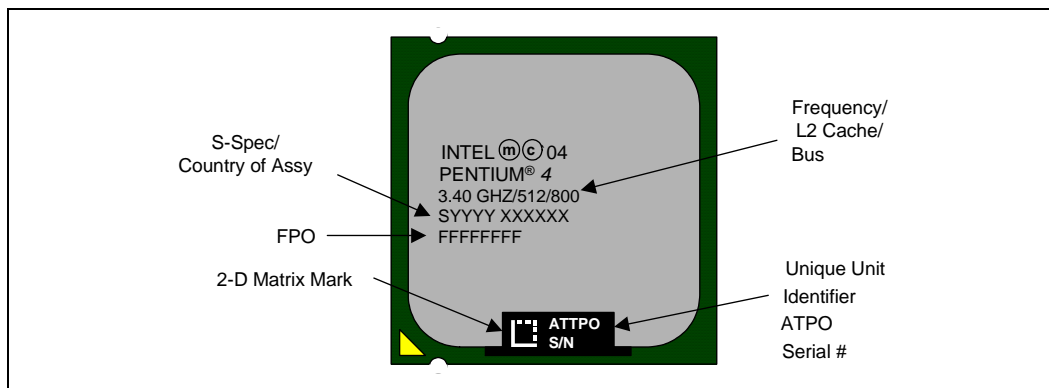 S-Spec/
Country of Assy
FPO
2-D Matrix Mark
INTEL ⓜⓒ 04
PENTIUM® 4
3.40 GHZ/512/800
SYYYY XXXXXX
FFFFFFFF
ATTPO
S/N
Frequency/
L2 Cache/
Bus
Unique Unit
Identifier
ATPO
Serial #